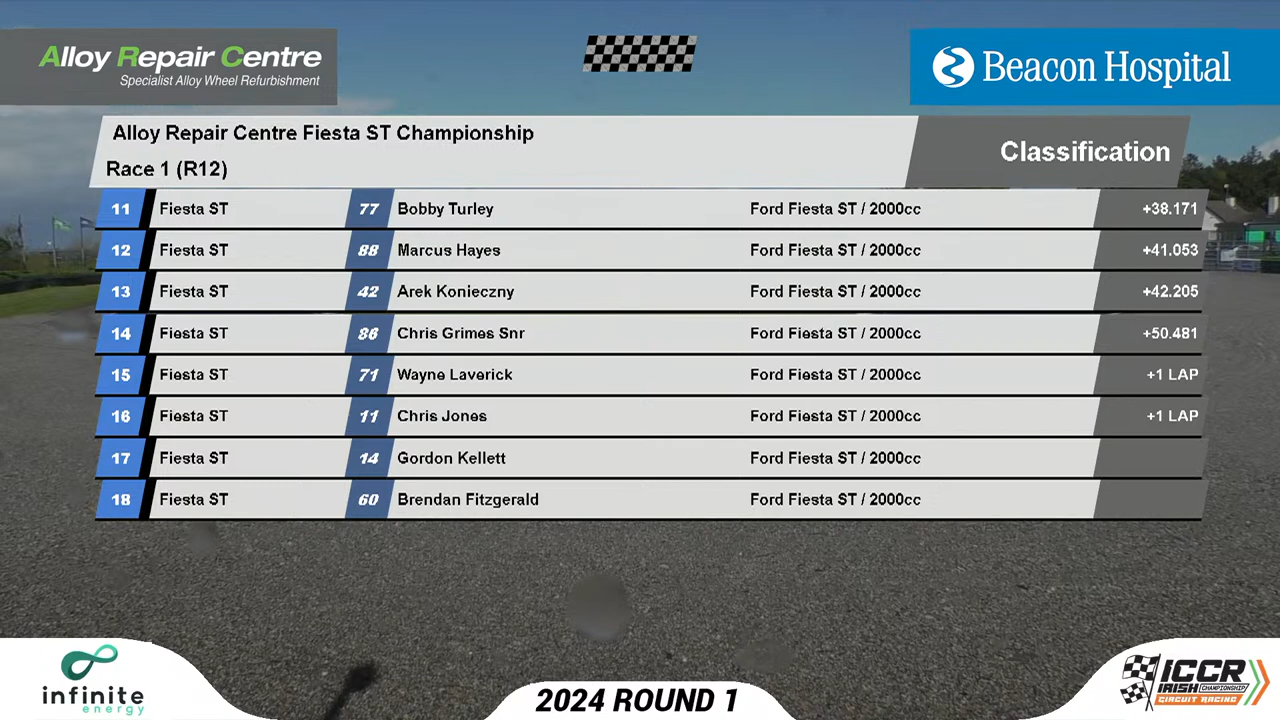 Alloy Repair Centre
Specialist Alloy Wheel Refurbishment
Beacon Hospital
Alloy Repair Centre Fiesta ST Championship
Race 1 (R12)
Classification
11 Fiesta ST 77 Bobby Turley Ford Fiesta ST / 2000cc +38.171
12 Fiesta ST 88 Marcus Hayes Ford Fiesta ST / 2000cc +41.053
13 Fiesta ST 42 Arek Konieczny Ford Fiesta ST / 2000cc +42.205
14 Fiesta ST 86 Chris Grimes Snr Ford Fiesta ST / 2000cc +50.481
15 Fiesta ST 71 Wayne Laverick Ford Fiesta ST / 2000cc +1 LAP
16 Fiesta ST 11 Chris Jones Ford Fiesta ST / 2000cc +1 LAP
17 Fiesta ST 14 Gordon Kellett Ford Fiesta ST / 2000cc
18 Fiesta ST 60 Brendan Fitzgerald Ford Fiesta ST / 2000cc
infinite
energy
2024 ROUND 1
ICCR
IRISH CHAMPIONSHIP
CIRCUIT RACING